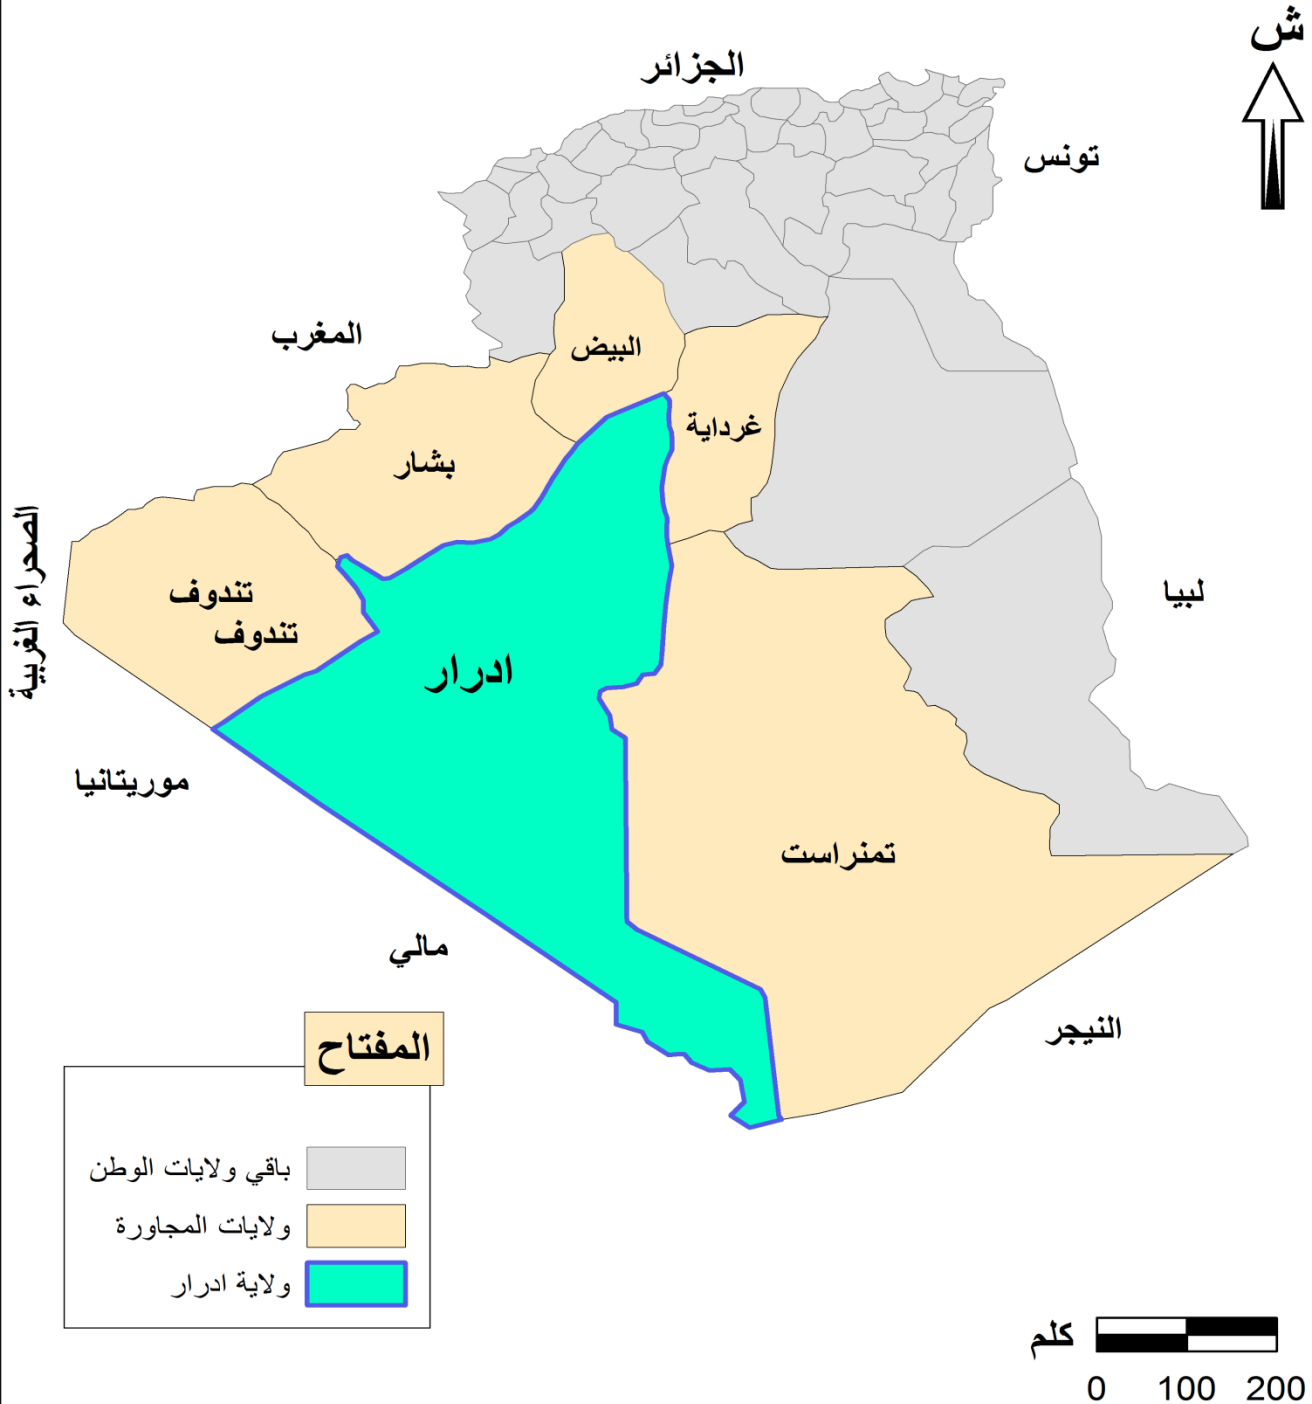 ش
الجزائر
تونس
المغرب
البيض
غرداية
بشار
الصحراء الغربية
تندوف
تندوف
ليبيا
ادرار
موريتانيا
تمنراست
مالي
النيجر
المفتاح
باقي ولايات الوطن
ولايات المجاورة
ولاية ادرار
كلم
0 100 200